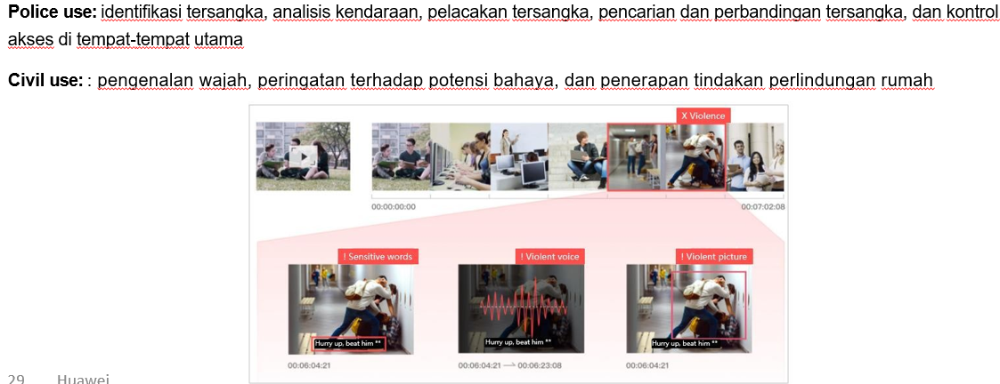 Police use: identifikasi tersangka, analisis kendaraan, pelacakan tersangka, pencarian dan perbandingan tersangka, dan kontrol
akses di tempat-tempat utama
Civil use: : pengenalan wajah, peringatan terhadap potensi bahaya, dan penerapan tindakan perlindungan rumah
X Violence
00:00:00:00
00:07:02:08
! Sensitive words
! Violent voice
! Violent picture
Hurry up, beat him **
Hurry up, beat him **
Hurry up, beat him **
00:06:04:21
00:06:04:21 → 00:06:23:08
00:06:04:21
29 Huawei